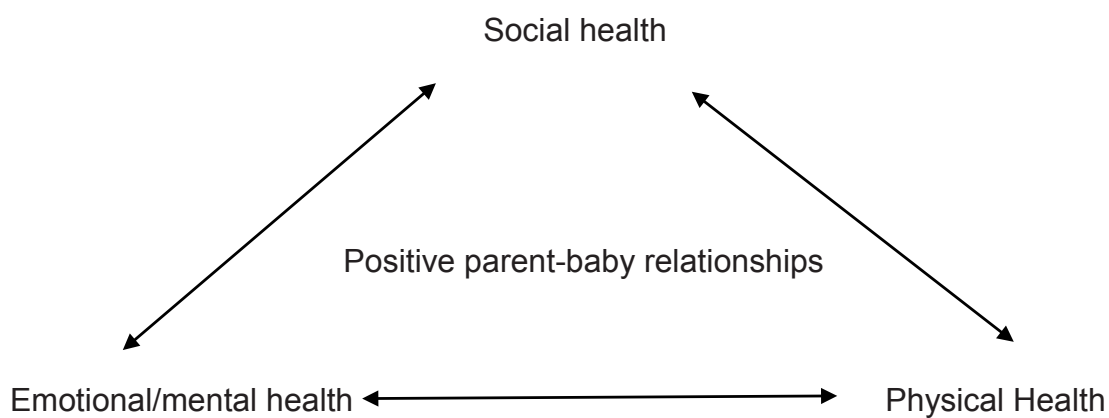 Social health
Positive parent-baby relationships
Emotional/mental health
Physical Health